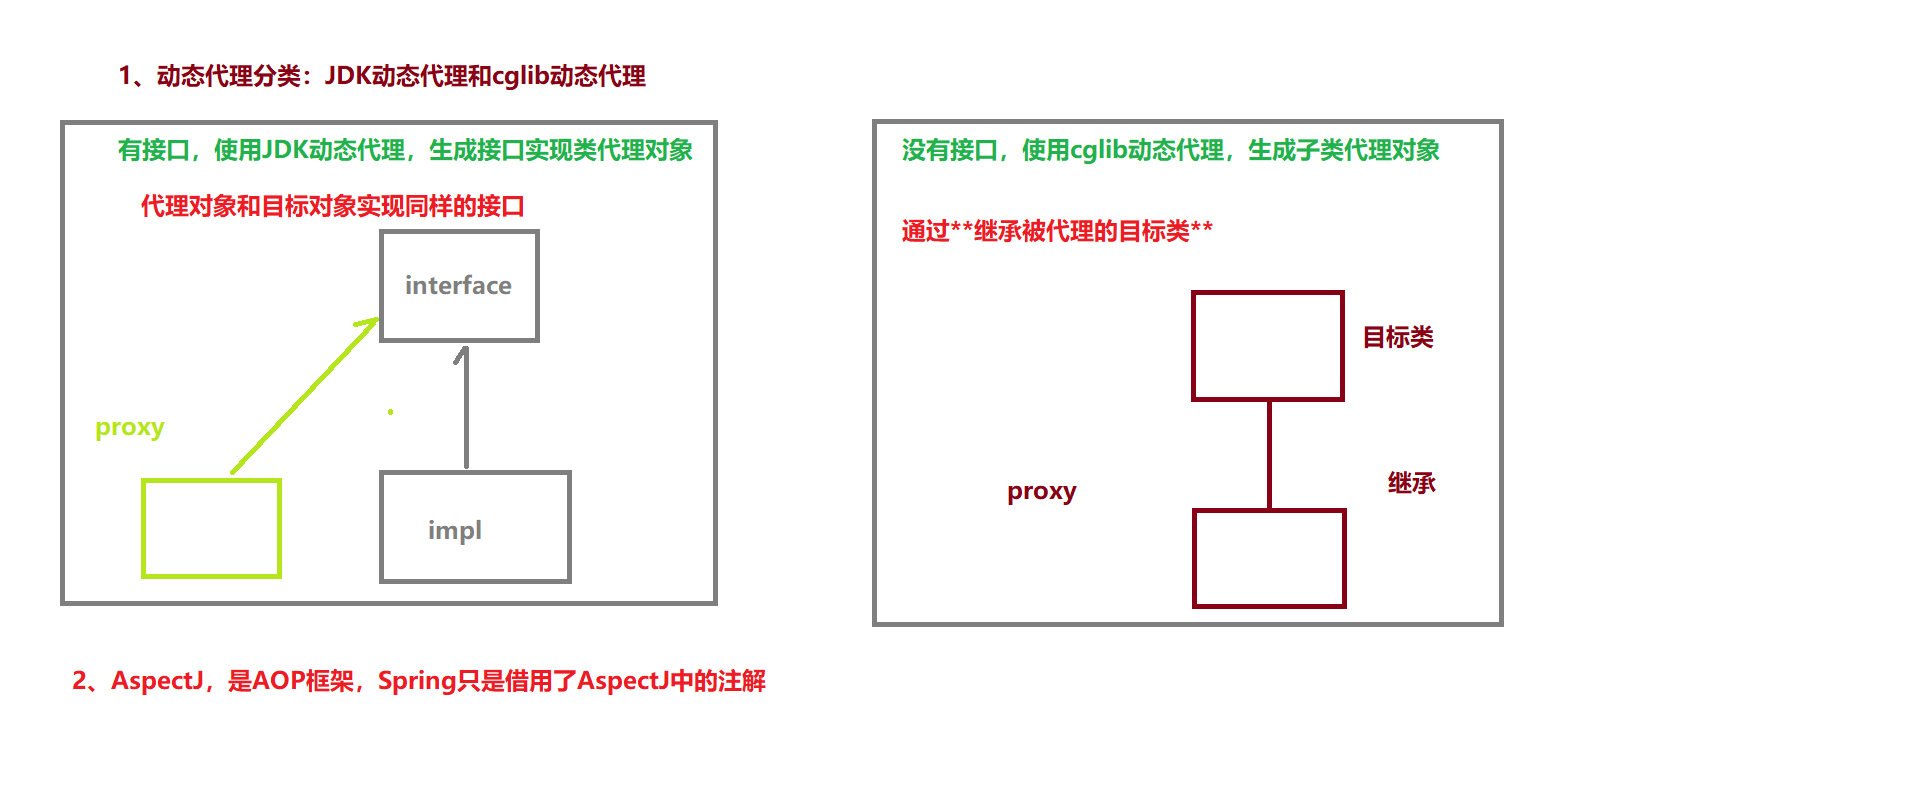 1、动态代理分类：JDK动态代理和cglib动态代理
有接口，使用JDK动态代理，生成接口实现类代理对象
代理对象和目标对象实现同样的接口
interface
proxy
impl
没有接口，使用cglib动态代理，生成子类代理对象
通过**继承被代理的目标类**
目标类
继承
proxy
2、AspectJ，是AOP框架，Spring只是借用了AspectJ中的注解